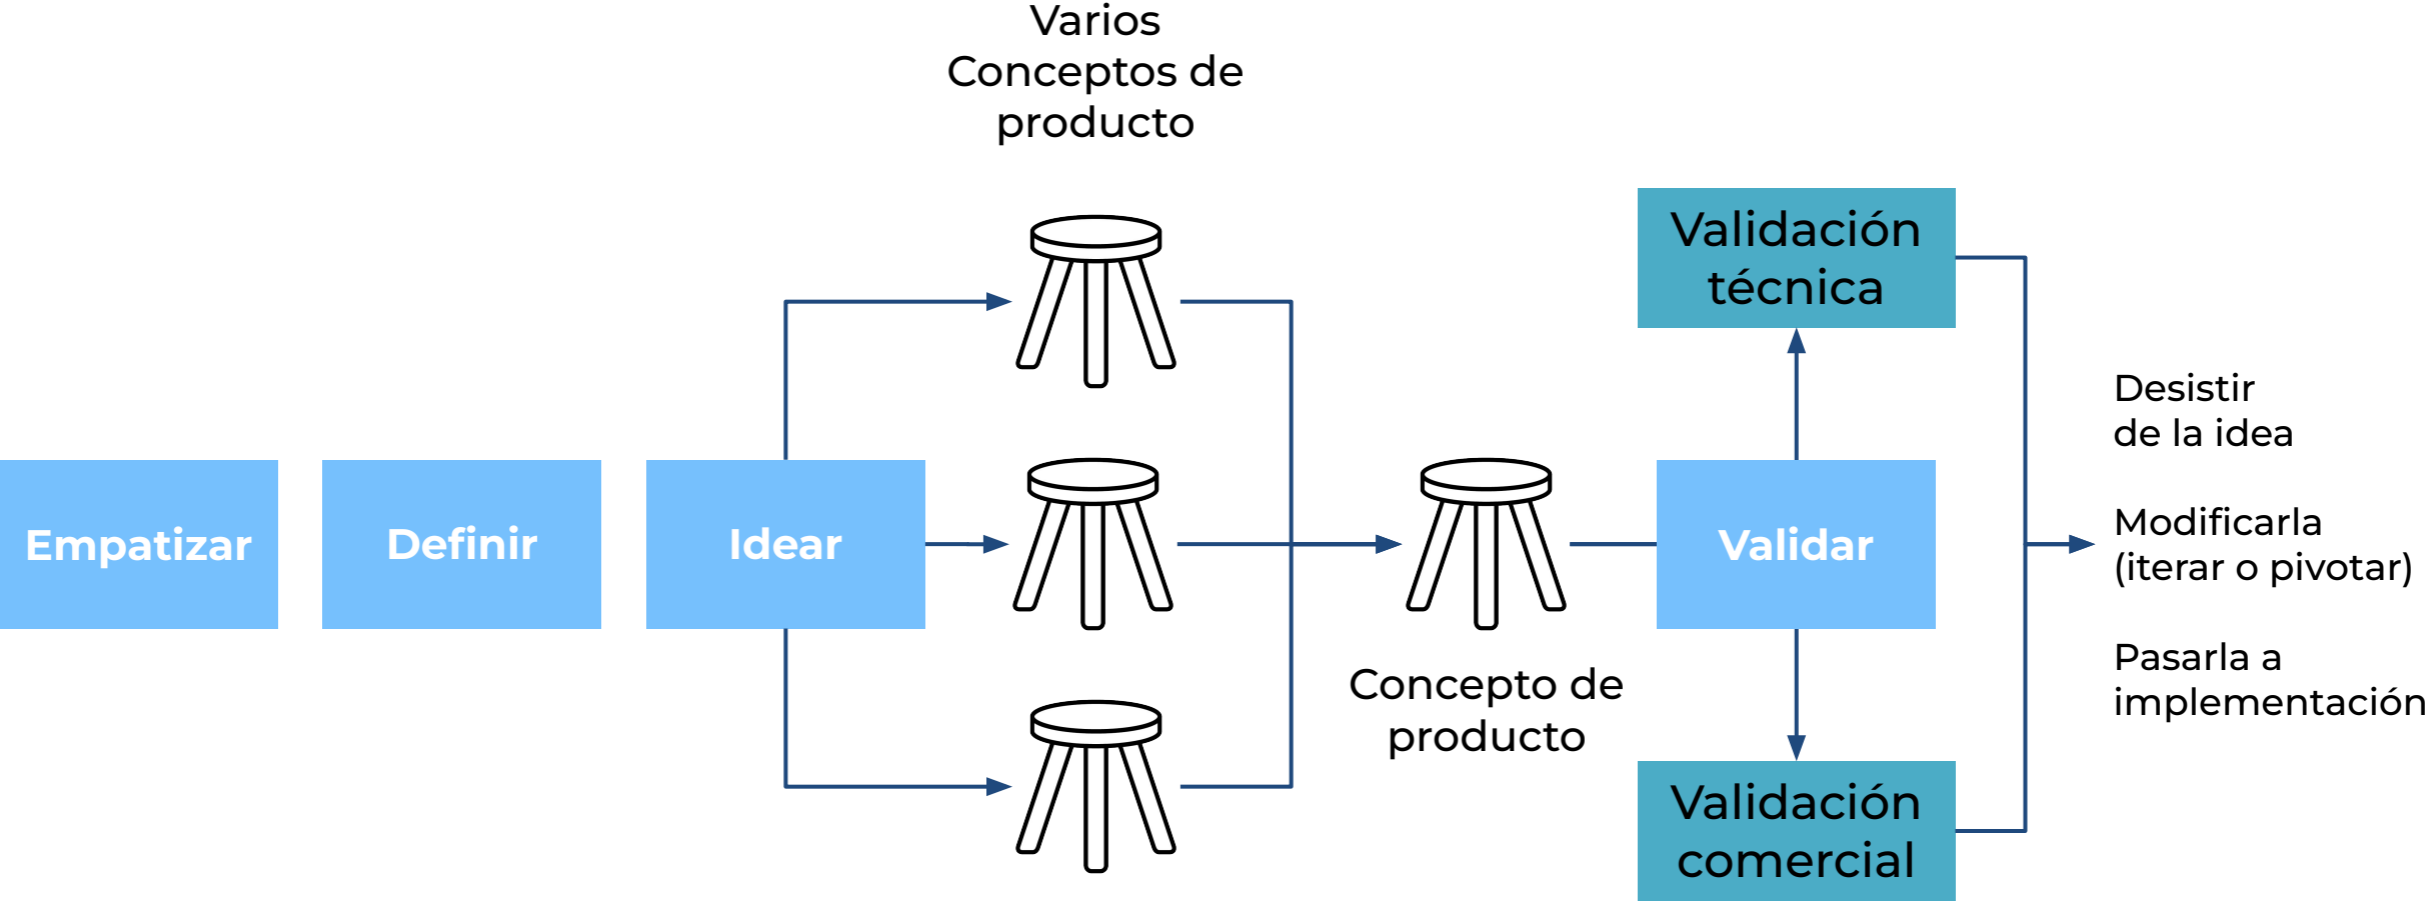 Varios
Conceptos de
producto
Empatizar
Definir
Idear
Concepto de
producto
Validar
Validación
técnica
Validación
comercial
Desistir
de la idea
Modificarla
(iterar o pivotar)
Pasarla a
implementación